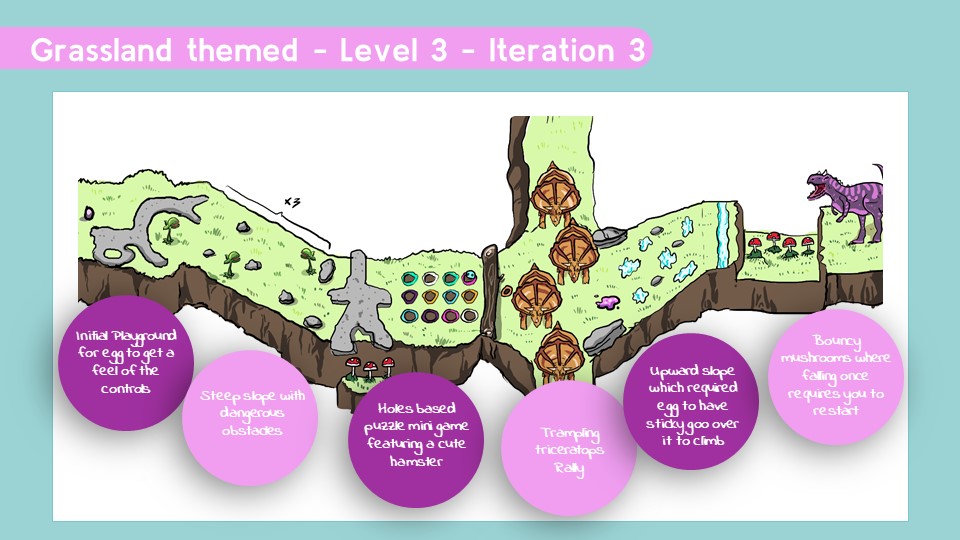 Grassland themed - Level 3 - Iteration 3
x3
Initial Playground
for egg to get a
feel of the
controls
Steep slope with
dangerous
obstacles
Holes based
puzzle mini game
featuring a cute
hamster
Trampling
triceratops
Rally
Upward slope
which required
egg to have
sticky goo over
it to climb
Bouncy
mushrooms where
falling once
requires you to
restart